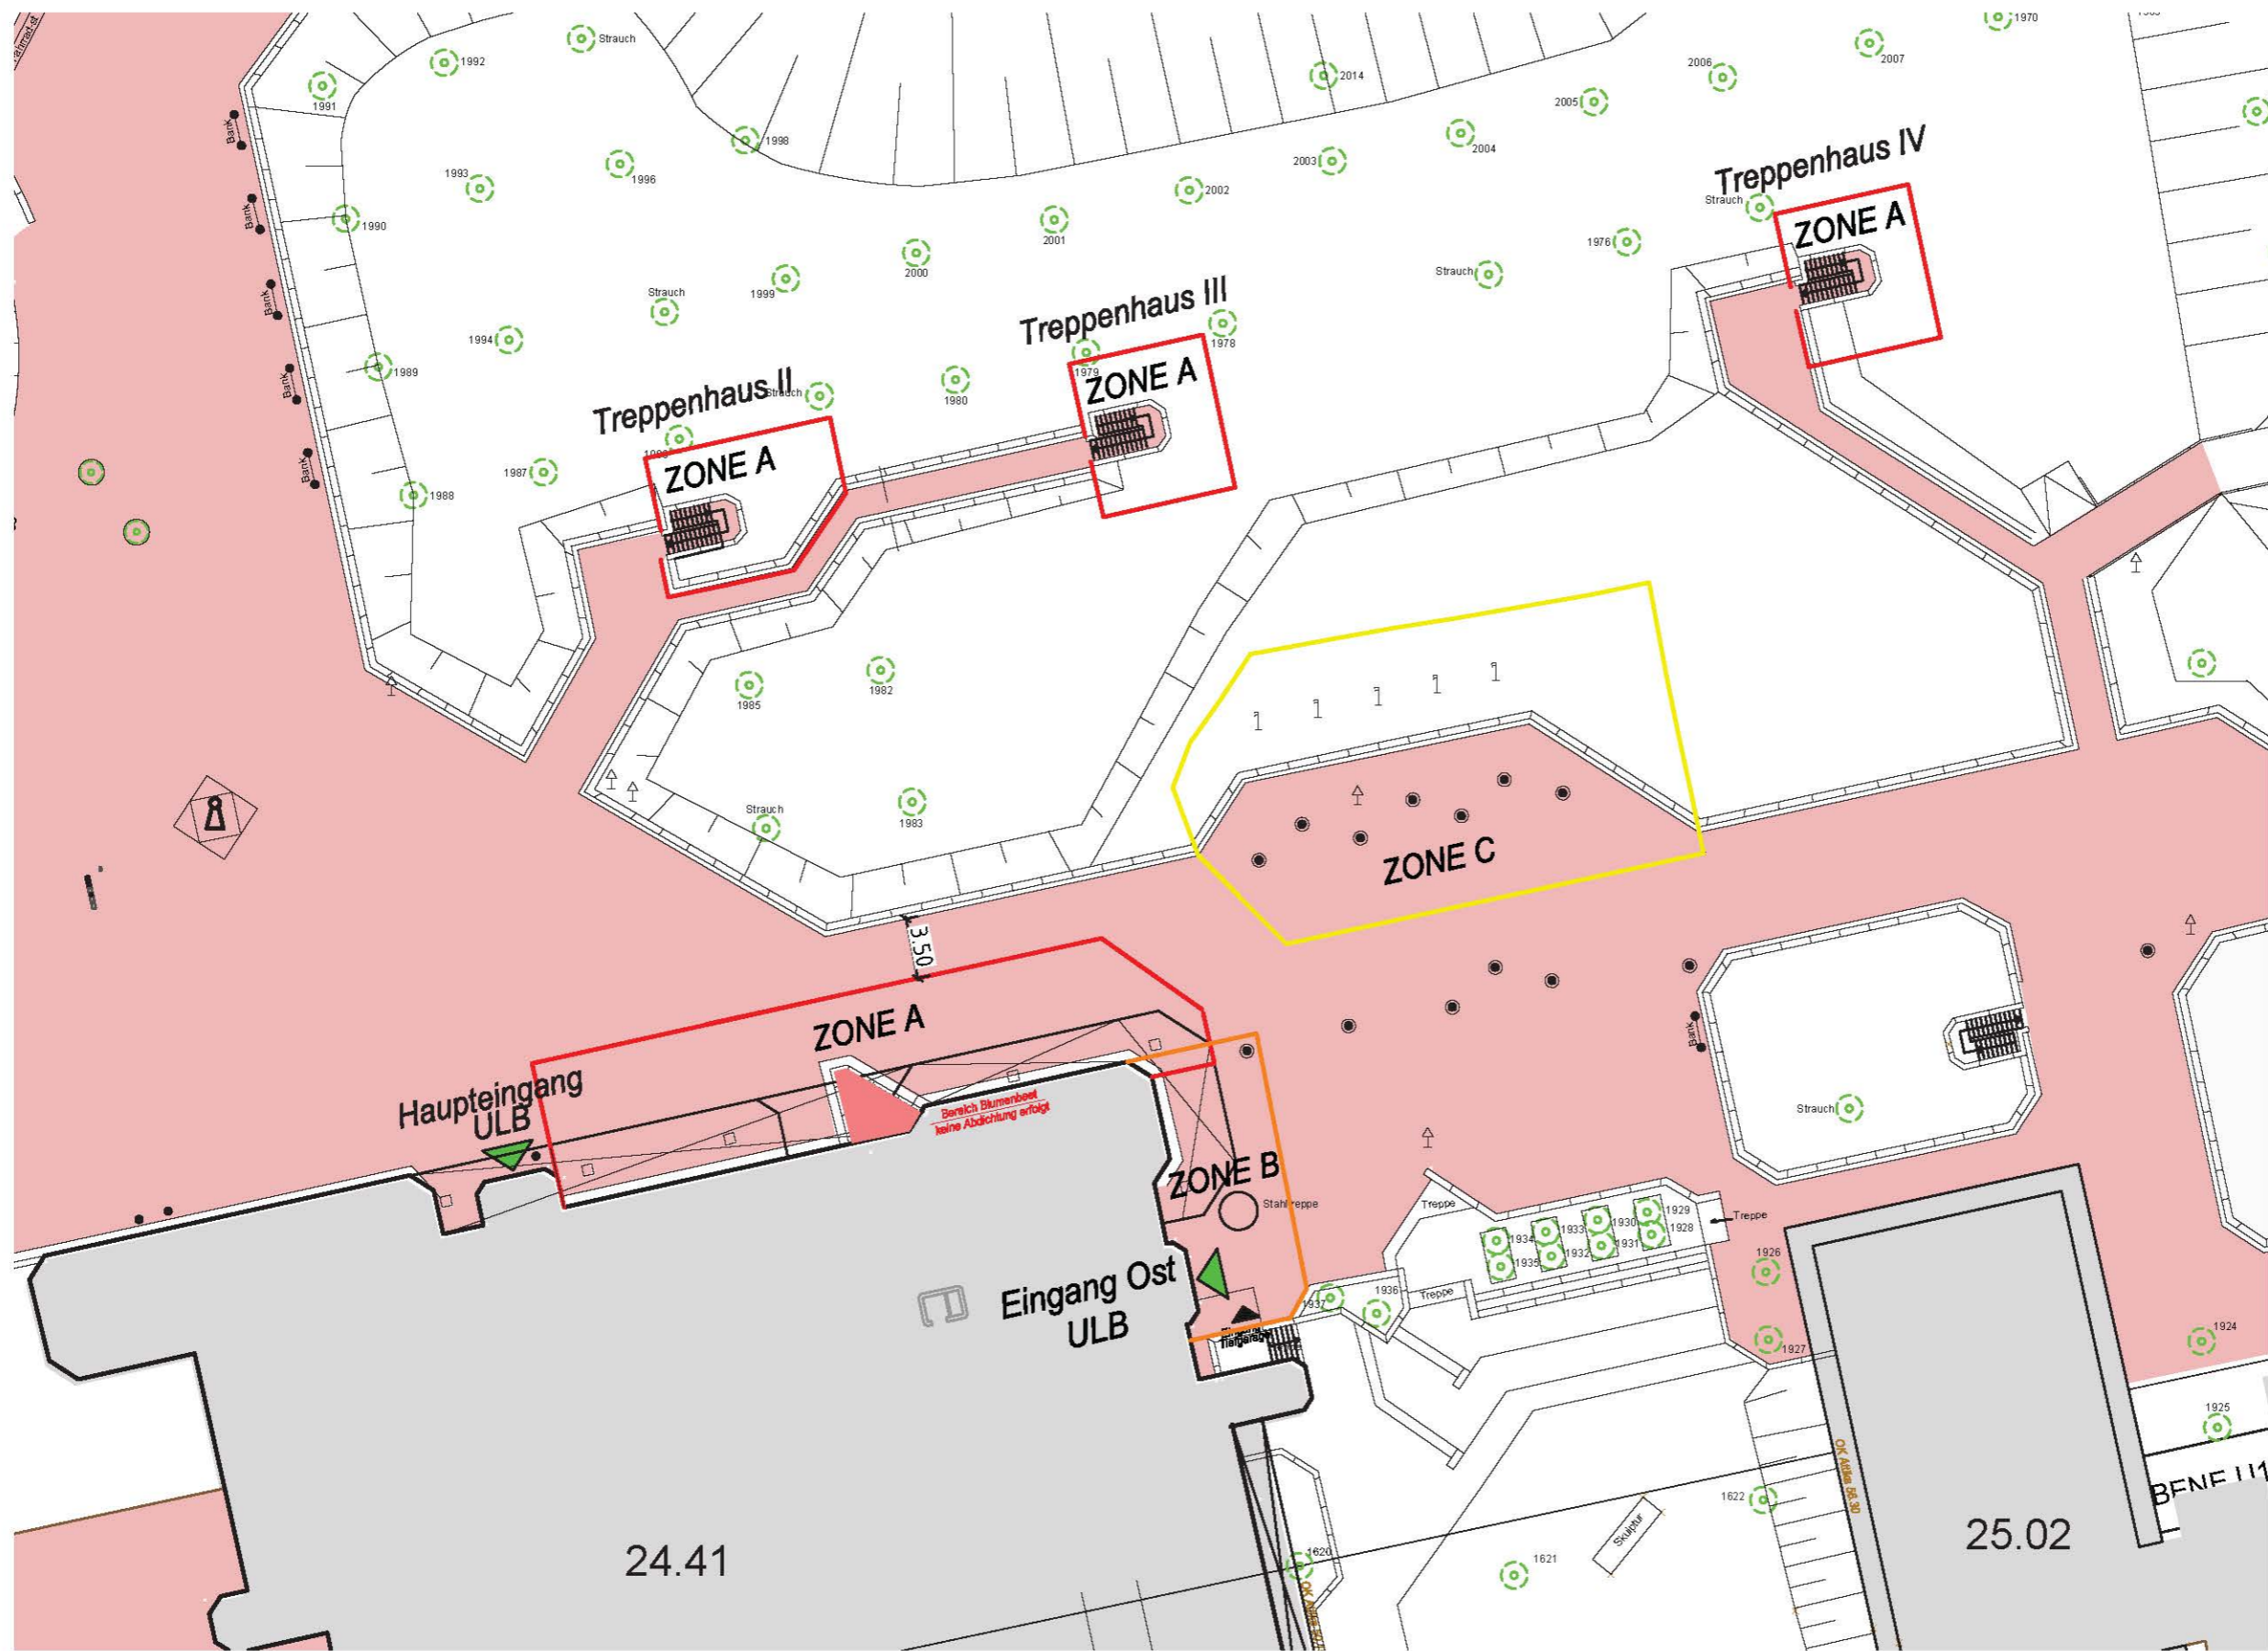 1970
Strauch
1992
2007
2006
2014
1991
2005
Bank
1998
2004
2003
1993
1996
Treppenhaus IV
2002
Strauch
ZONE A
Bank
1990
2001
1976
2000
Strauch
Bank
Strauch
1999
Treppenhaus III
1994
1978
1989
1979
ZONE A
Bank
Treppenhaus II
Strauch
1980
ZONE A
1987
Bank
1988
1982
1985
Strauch
1983
ZONE C
3.50
ZONE A
Bank
Haupteingang
ULB
Bereich Blumenbeet
keine Abdichtung erfolgt
Strauch
ZONE B
Stahltreppe
Treppe
1929
1930
1928
1933
Treppe
1934
1931
1932
1935
1926
Eingang Ost
ULB
1936
1937
Treppe
Tiefgarage
1924
1927
1925
OK Attika 56.30
BENE U1
1622
Skulptur
24.41
25.02
1620
1621